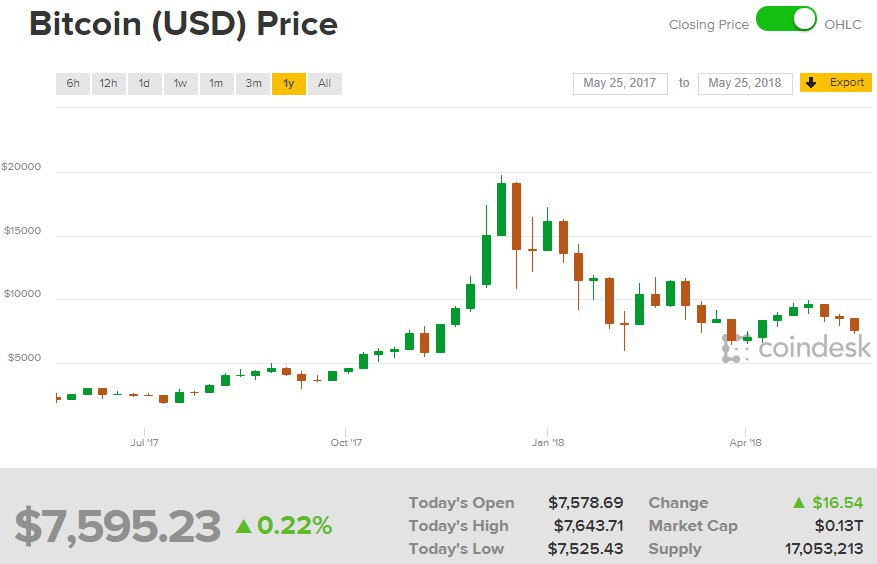 Bitcoin (USD) Price
Closing Price OHLC
6h 12h 1d 1w 1m 3m 1y All
May 25, 2017 to May 25, 2018 Export
$20000
$15000
$10000
$5000
coindesk
Jul '17 Oct '17 Jan '18 Apr '18
$7,595.23 0.22%
Today's Open $7,578.69 Change $16.54
Today's High $7,643.71 Market Cap $0.13T
Today's Low $7,525.43 Supply 17,053,213